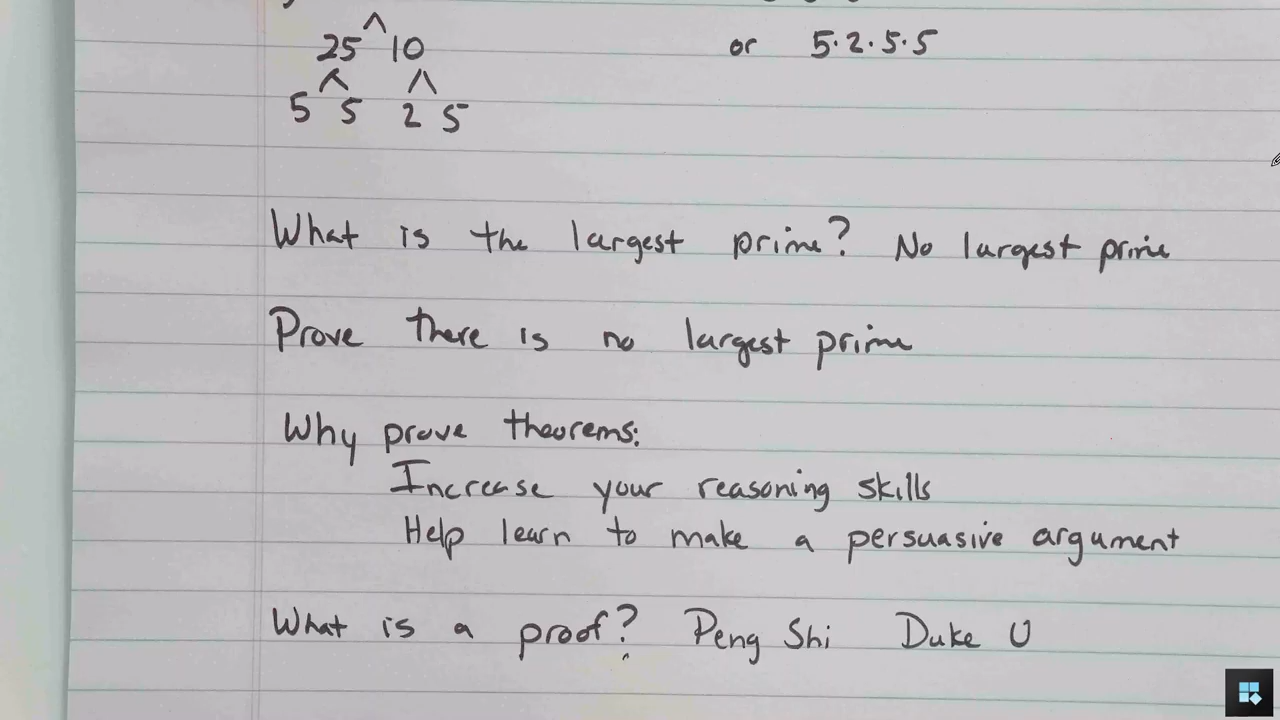 25 10 or 5·2·5·5
5 5 2 5
What is the largest prime? No largest prime
Prove there is no largest prime
Why prove theorems:
Increase your reasoning skills
Help learn to make a persuasive argument
What is a proof? Peng Shi Duke U